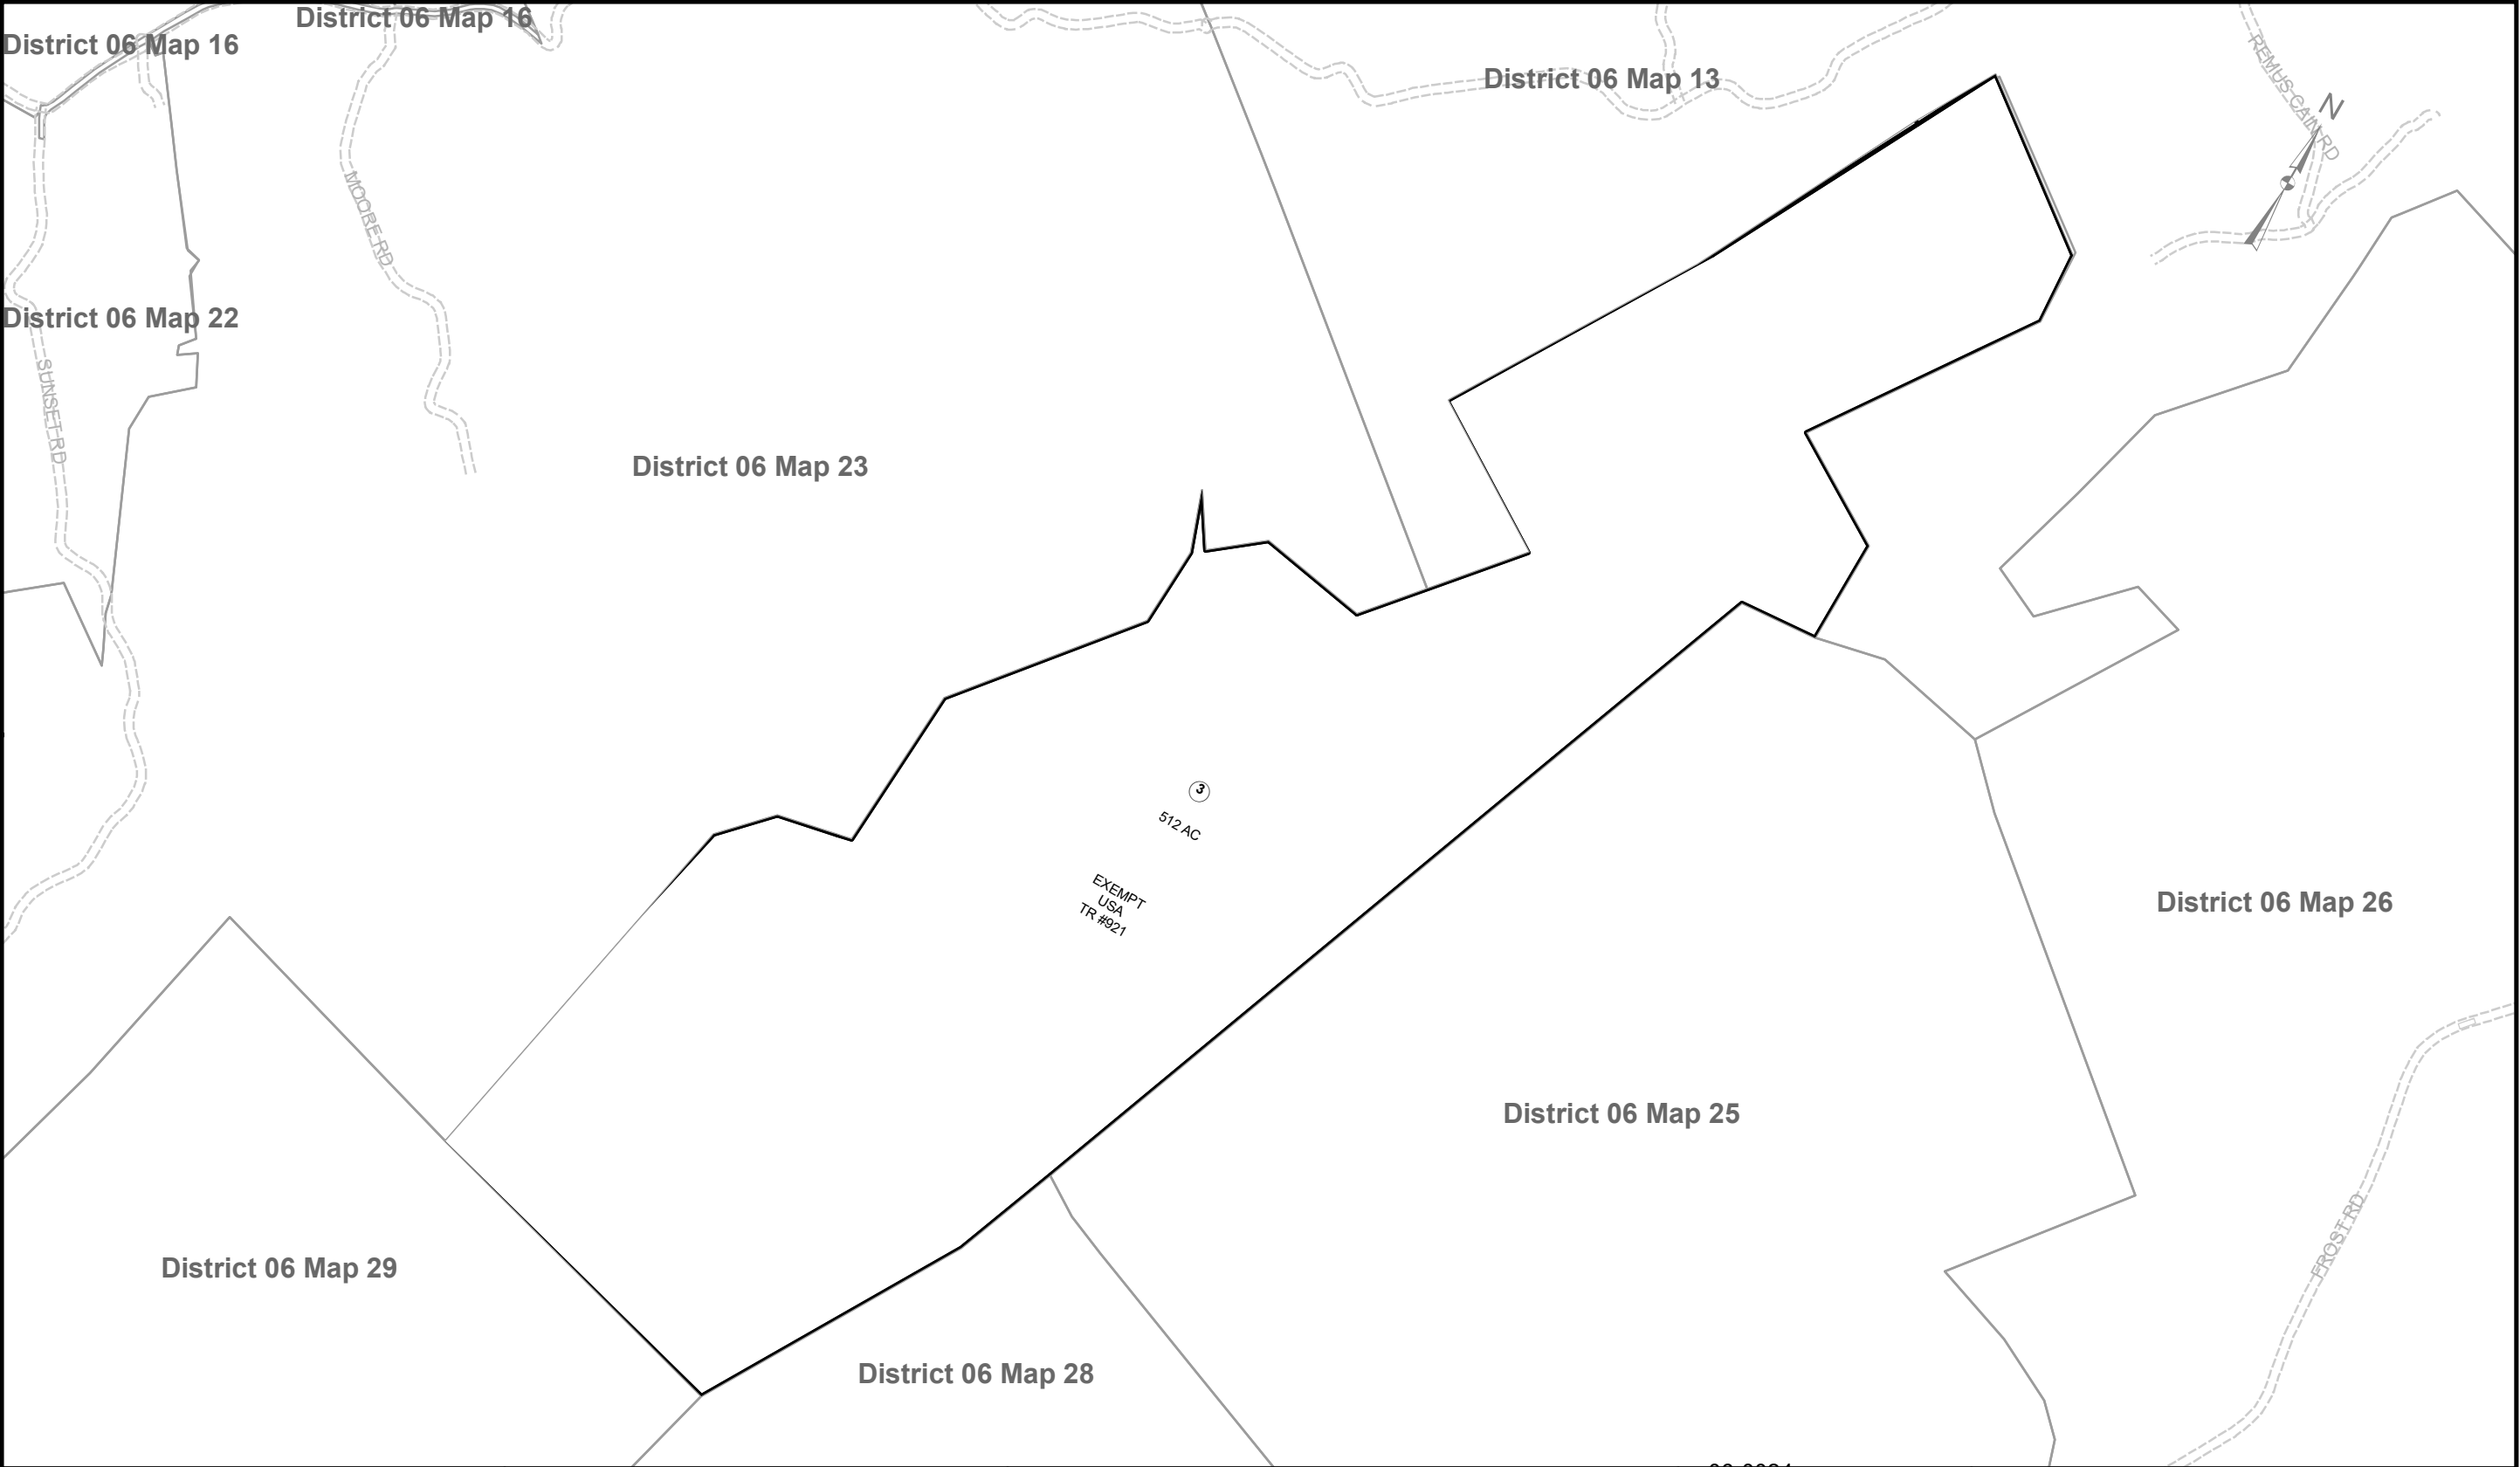 District 06 Map 16
District 06 Map 16
District 06 Map 13
REMUS CAIN RD
N
MOORE RD
District 06 Map 22
SUNSET RD
District 06 Map 23
3
512 AC
EXEMPT
USA
TR #921
District 06 Map 26
District 06 Map 25
FROST RD
District 06 Map 29
District 06 Map 28